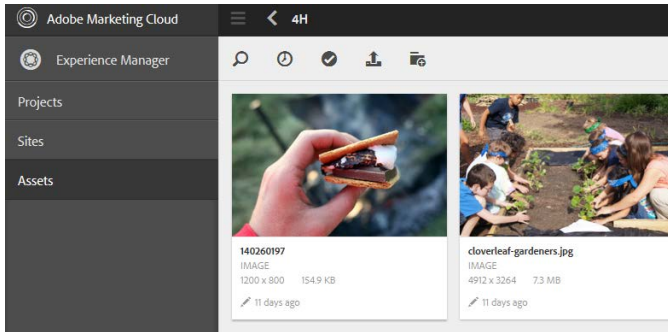 Adobe Marketing Cloud
4H
Experience Manager
Projects
Sites
Assets
140260197
IMAGE
1200 x 800 154.9 KB
11 days ago
cloverleaf-gardeners.jpg
IMAGE
4912 x 3264 7.3 MB
11 days ago